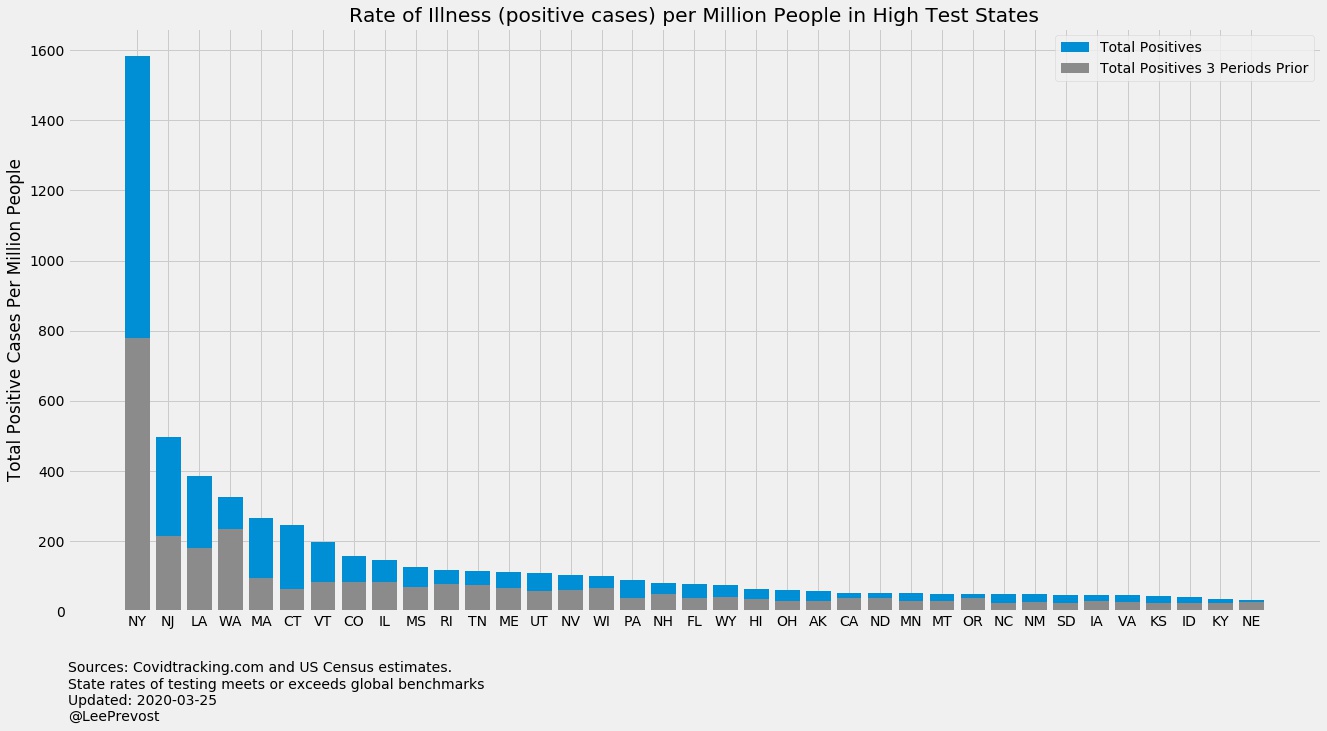 Rate of Illness (positive cases) per Million People in High Test States
Total Positives
Total Positives 3 Periods Prior
Total Positive Cases Per Million People
1600
1400
1200
1000
800
600
400
200
0
NY NJ LA WA MA CT VT CO IL MS RI TN ME UT NV WI PA NH FL WY HI OH AK CA ND MN MT OR NC NM SD IA VA KS ID KY NE
Sources: Covidtracking.com and US Census estimates.
State rates of testing meets or exceeds global benchmarks
Updated: 2020-03-25
@LeePrevost